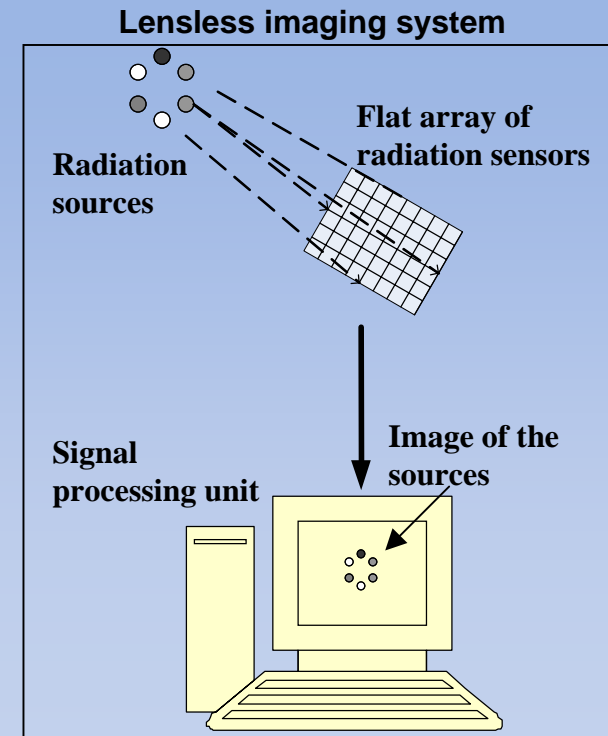 Lensless imaging system
Flat array of
radiation sensors
Radiation
sources
Image of the
sources
Signal
processing unit